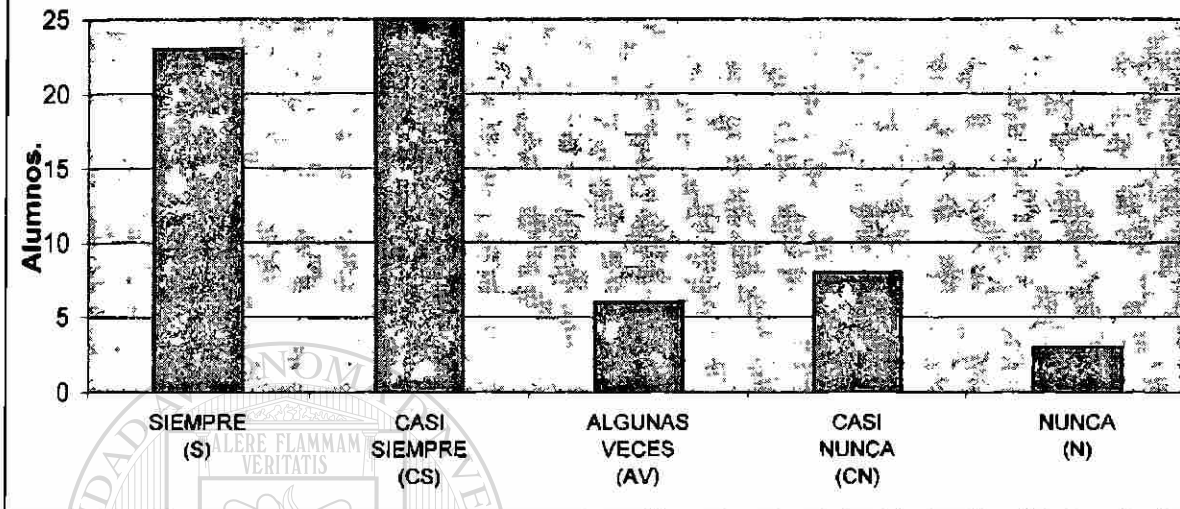 25
20
15
10
5
0
Alumnos.
SIEMPRE
(S)
CASI
SIEMPRE
(CS)
ALGUNAS
VECES
(AV)
CASI
NUNCA
(CN)
NUNCA
(N)
ALERE FLAMMAM
VERITATIS